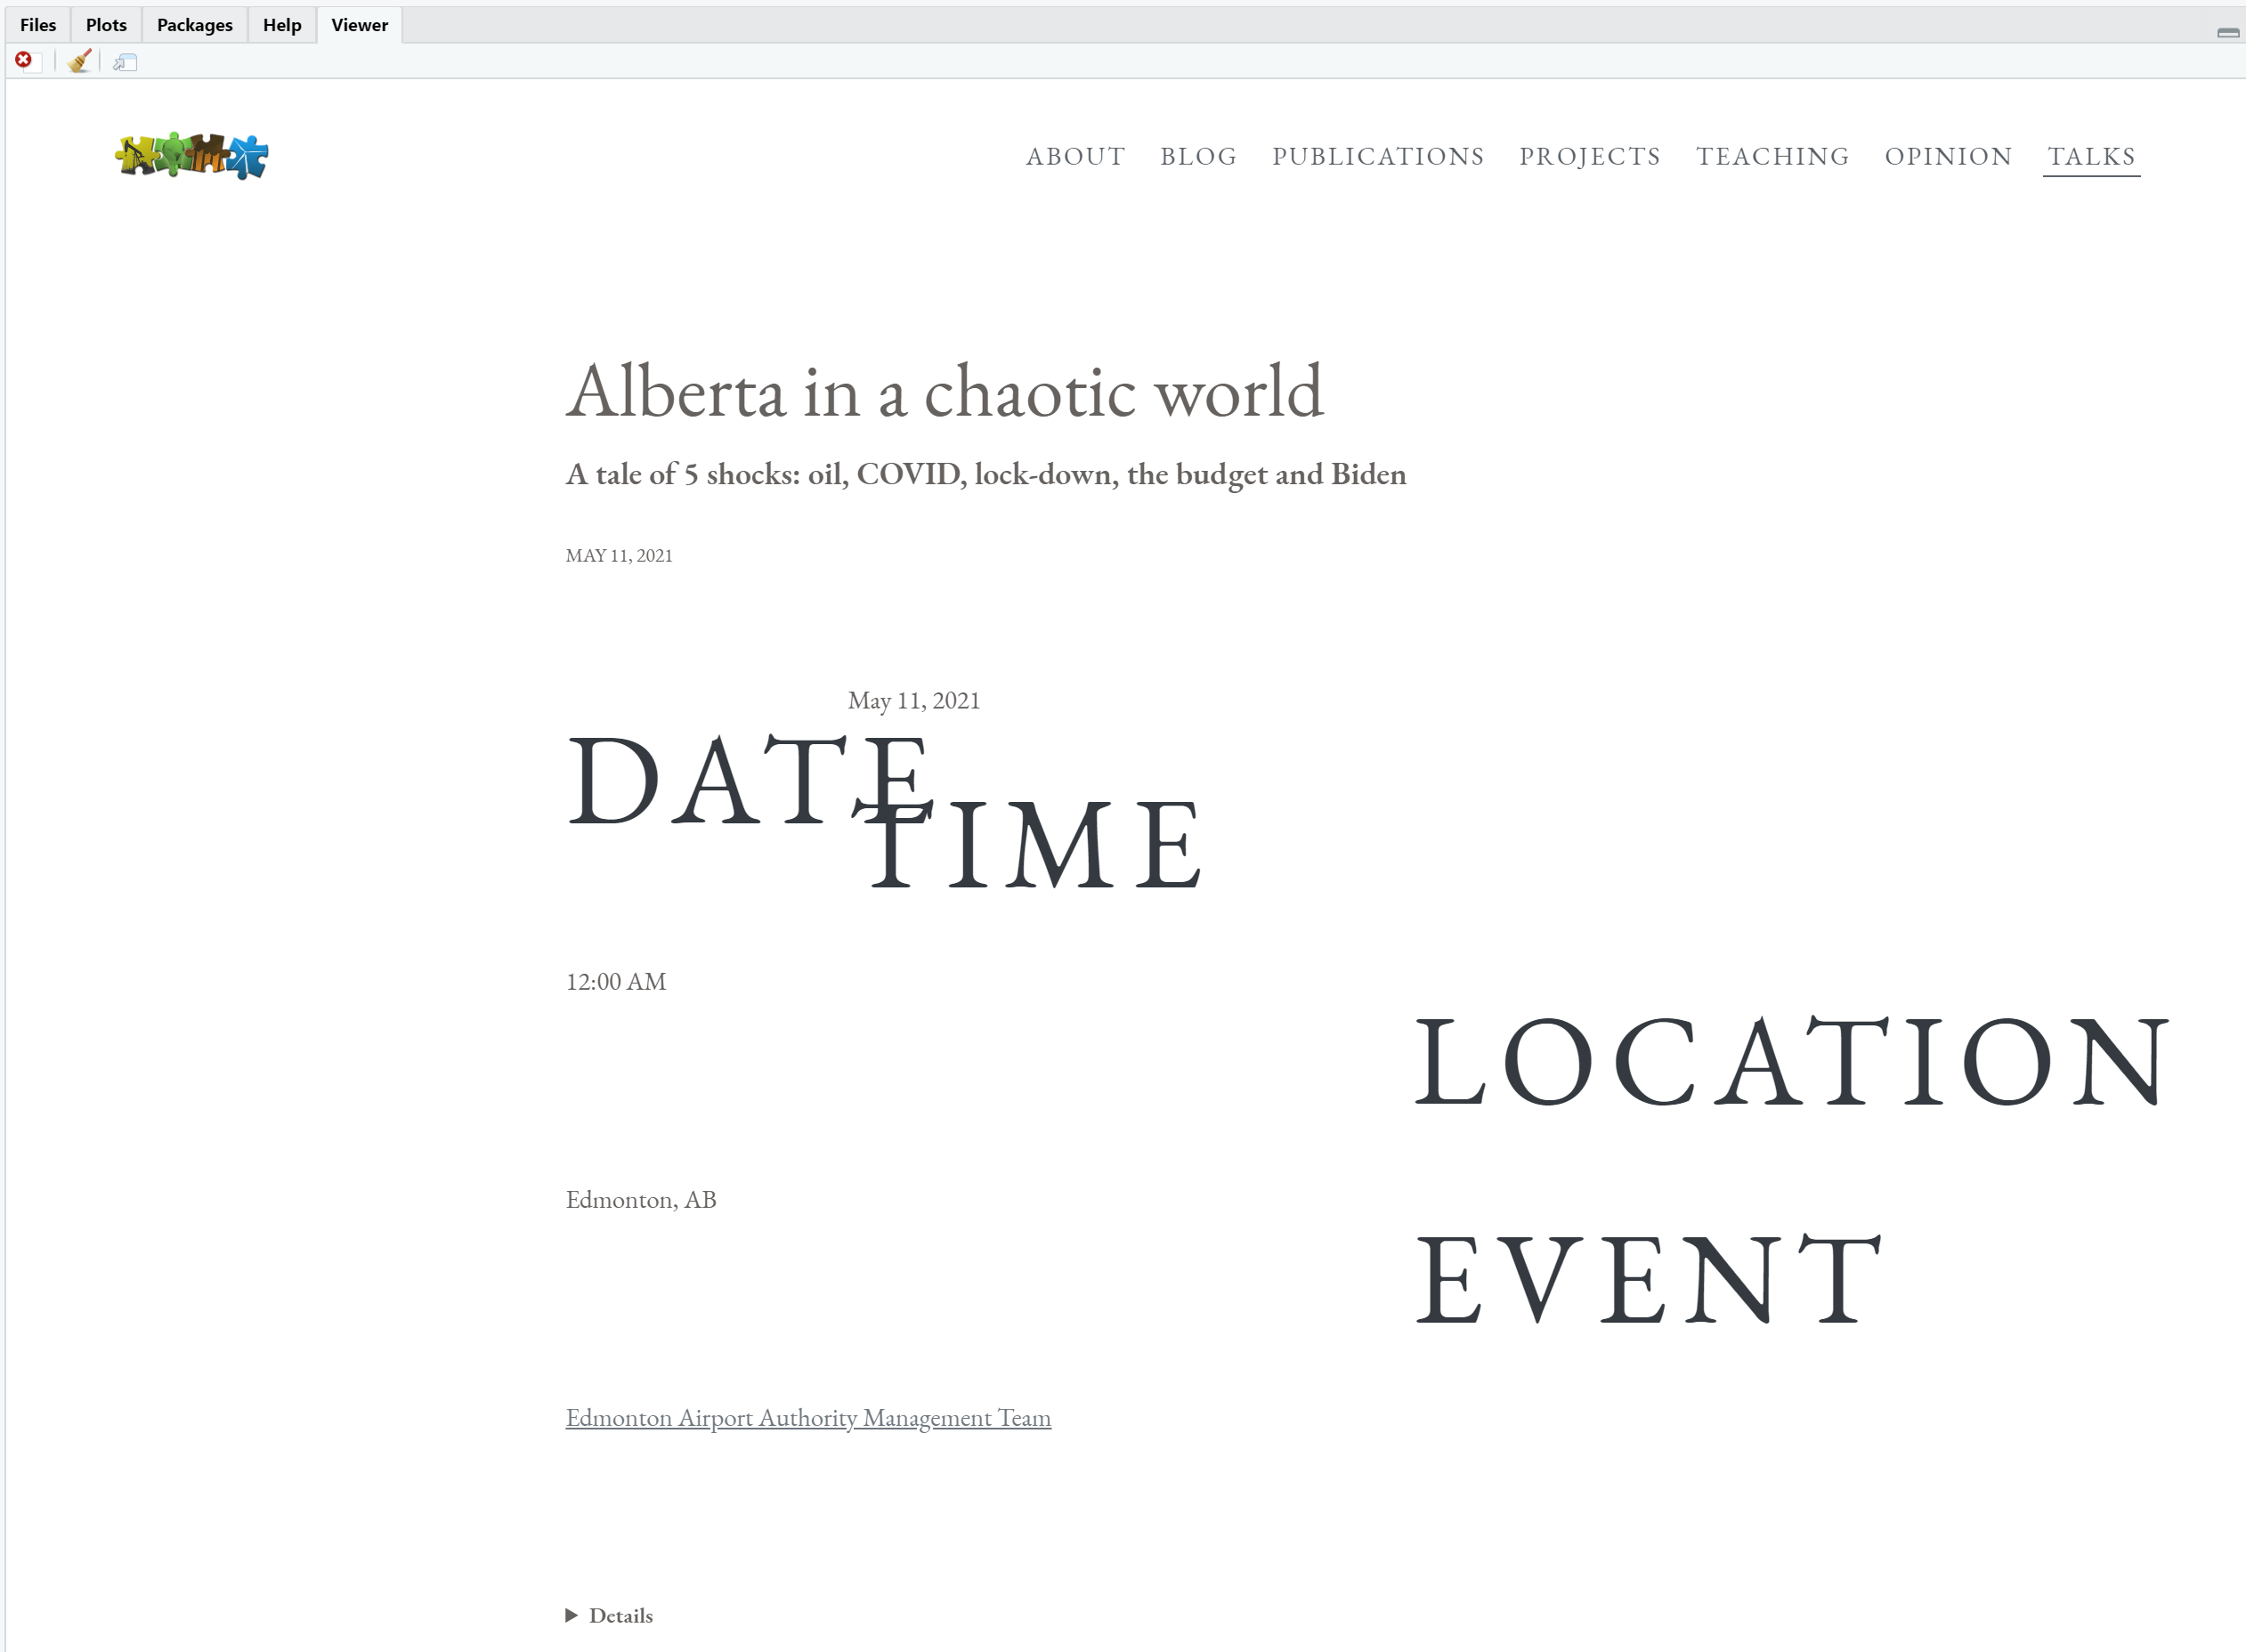 Files Plots Packages Help Viewer
ABOUT BLOG PUBLICATIONS PROJECTS TEACHING OPINION TALKS
Alberta in a chaotic world
A tale of 5 shocks: oil, COVID, lock-down, the budget and Biden
MAY 11, 2021
May 11, 2021
DATE
TIME
12:00 AM
LOCATION
Edmonton, AB
EVENT
Edmonton Airport Authority Management Team
Details